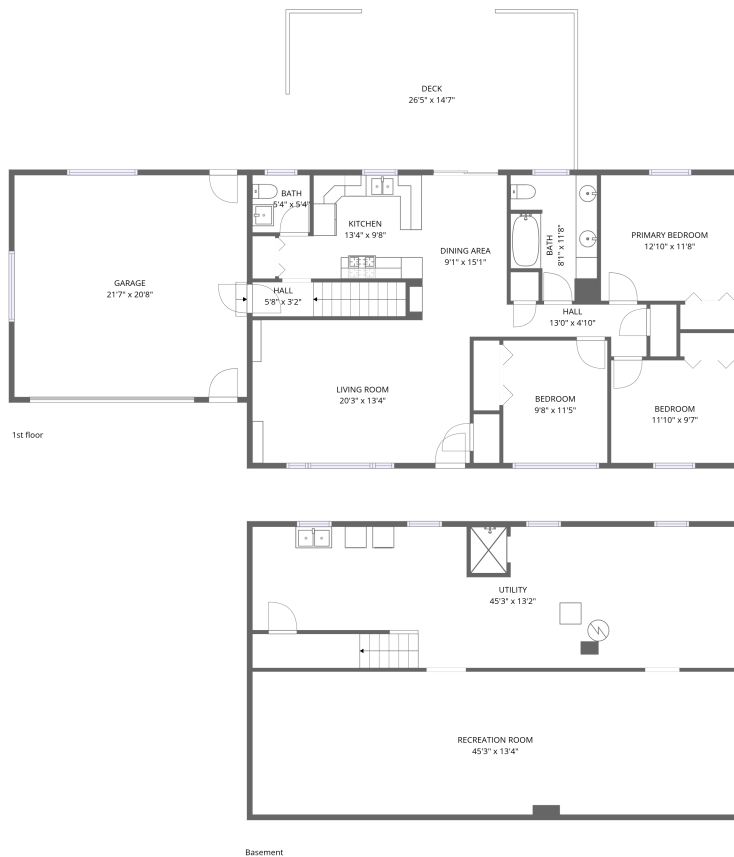 DECK
26'5" x 14'7"
BATH
5'4" x 5'4"
KITCHEN
13'4" x 9'8"
DINING AREA
9'1" x 15'1"
BATH
8'1" x 11'8"
PRIMARY BEDROOM
12'10" x 11'8"
GARAGE
21'7" x 20'8"
HALL
5'8" x 3'2"
HALL
13'0" x 4'10"
LIVING ROOM
20'3" x 13'4"
BEDROOM
9'8" x 11'5"
BEDROOM
11'10" x 9'7"
1st floor
UTILITY
45'3" x 13'2"
RECREATION ROOM
45'3" x 13'4"
Basement